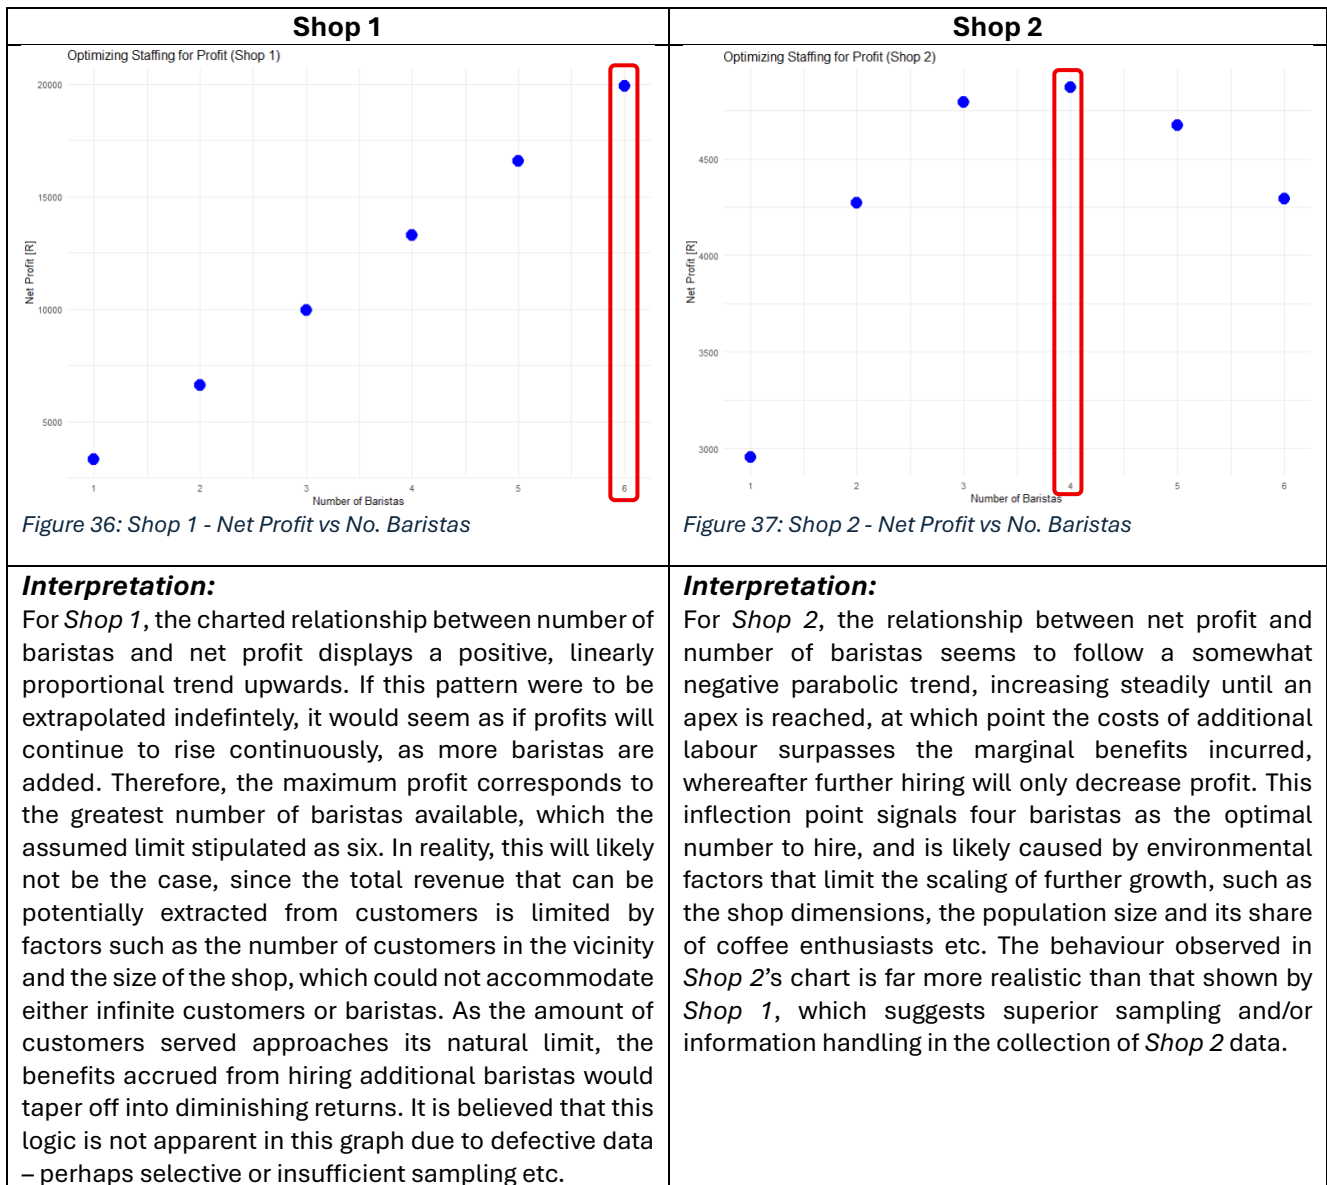 Shop 1
Optimizing Staffing for Profit (Shop 1)
20000
15000
10000
5000
Net Profit [R]
1 2 3 4 5 6
Number of Baristas
Figure 36: Shop 1 - Net Profit vs No. Baristas
Interpretation:
For Shop 1, the charted relationship between number of
baristas and net profit displays a positive, linearly
proportional trend upwards. If this pattern were to be
extrapolated indefintely, it would seem as if profits will
continue to rise continuously, as more baristas are
added. Therefore, the maximum profit corresponds to
the greatest number of baristas available, which the
assumed limit stipulated as six. In reality, this will likely
not be the case, since the total revenue that can be
potentially extracted from customers is limited by
factors such as the number of customers in the vicinity
and the size of the shop, which could not accommodate
either infinite customers or baristas. As the amount of
customers served approaches its natural limit, the
benefits accrued from hiring additional baristas would
taper off into diminishing returns. It is believed that this
logic is not apparent in this graph due to defective data
– perhaps selective or insufficient sampling etc.
Shop 2
Optimizing Staffing for Profit (Shop 2)
4500
4000
3500
3000
Net Profit [R]
1 2 3 4 5 6
Number of Baristas
Figure 37: Shop 2 - Net Profit vs No. Baristas
Interpretation:
For Shop 2, the relationship between net profit and
number of baristas seems to follow a somewhat
negative parabolic trend, increasing steadily until an
apex is reached, at which point the costs of additional
labour surpasses the marginal benefits incurred,
whereafter further hiring will only decrease profit. This
inflection point signals four baristas as the optimal
number to hire, and is likely caused by environmental
factors that limit the scaling of further growth, such as
the shop dimensions, the population size and its share
of coffee enthusiasts etc. The behaviour observed in
Shop 2's chart is far more realistic than that shown by
Shop 1, which suggests superior sampling and/or
information handling in the collection of Shop 2 data.